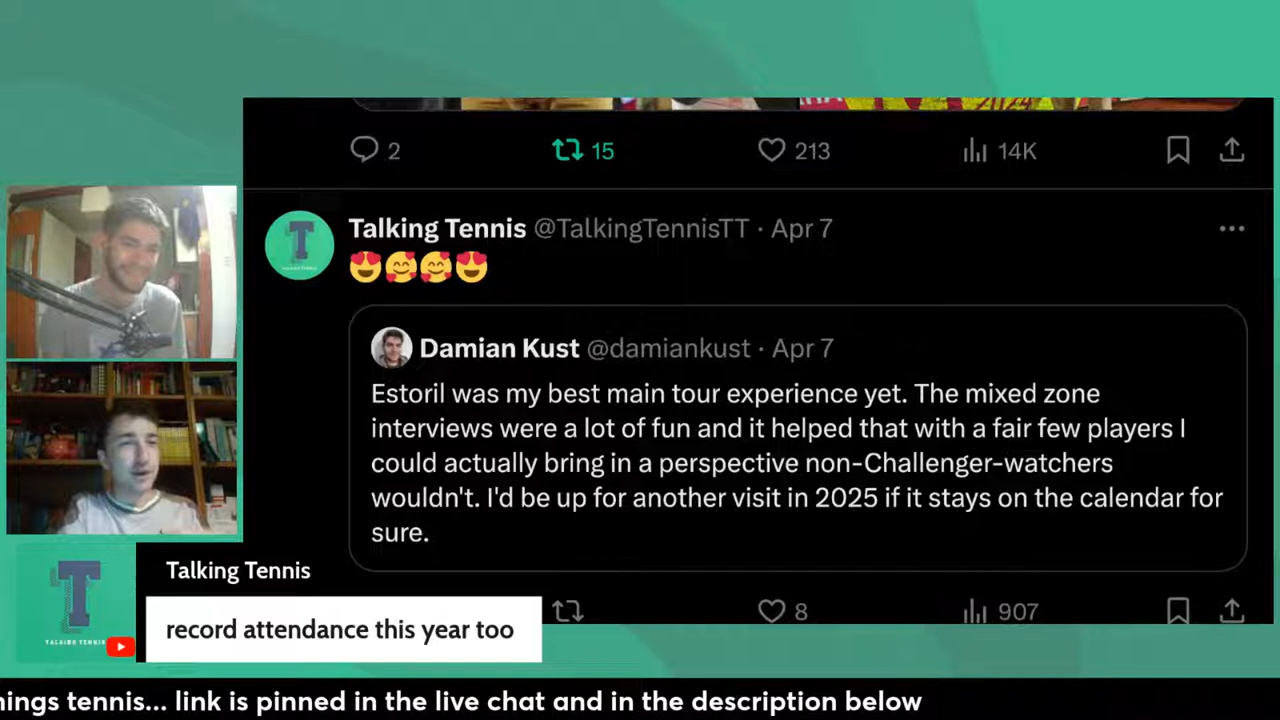 2 15 213 14K
Talking Tennis @TalkingTennisTT · Apr 7
😍🥰🥰😍
Damian Kust @damiankust · Apr 7
Estoril was my best main tour experience yet. The mixed zone
interviews were a lot of fun and it helped that with a fair few players I
could actually bring in a perspective non-Challenger-watchers
wouldn't. I'd be up for another visit in 2025 if it stays on the calendar for
sure.
8 907
T
TALKING TENNIS
Talking Tennis
record attendance this year too
hings tennis... link is pinned in the live chat and in the description below